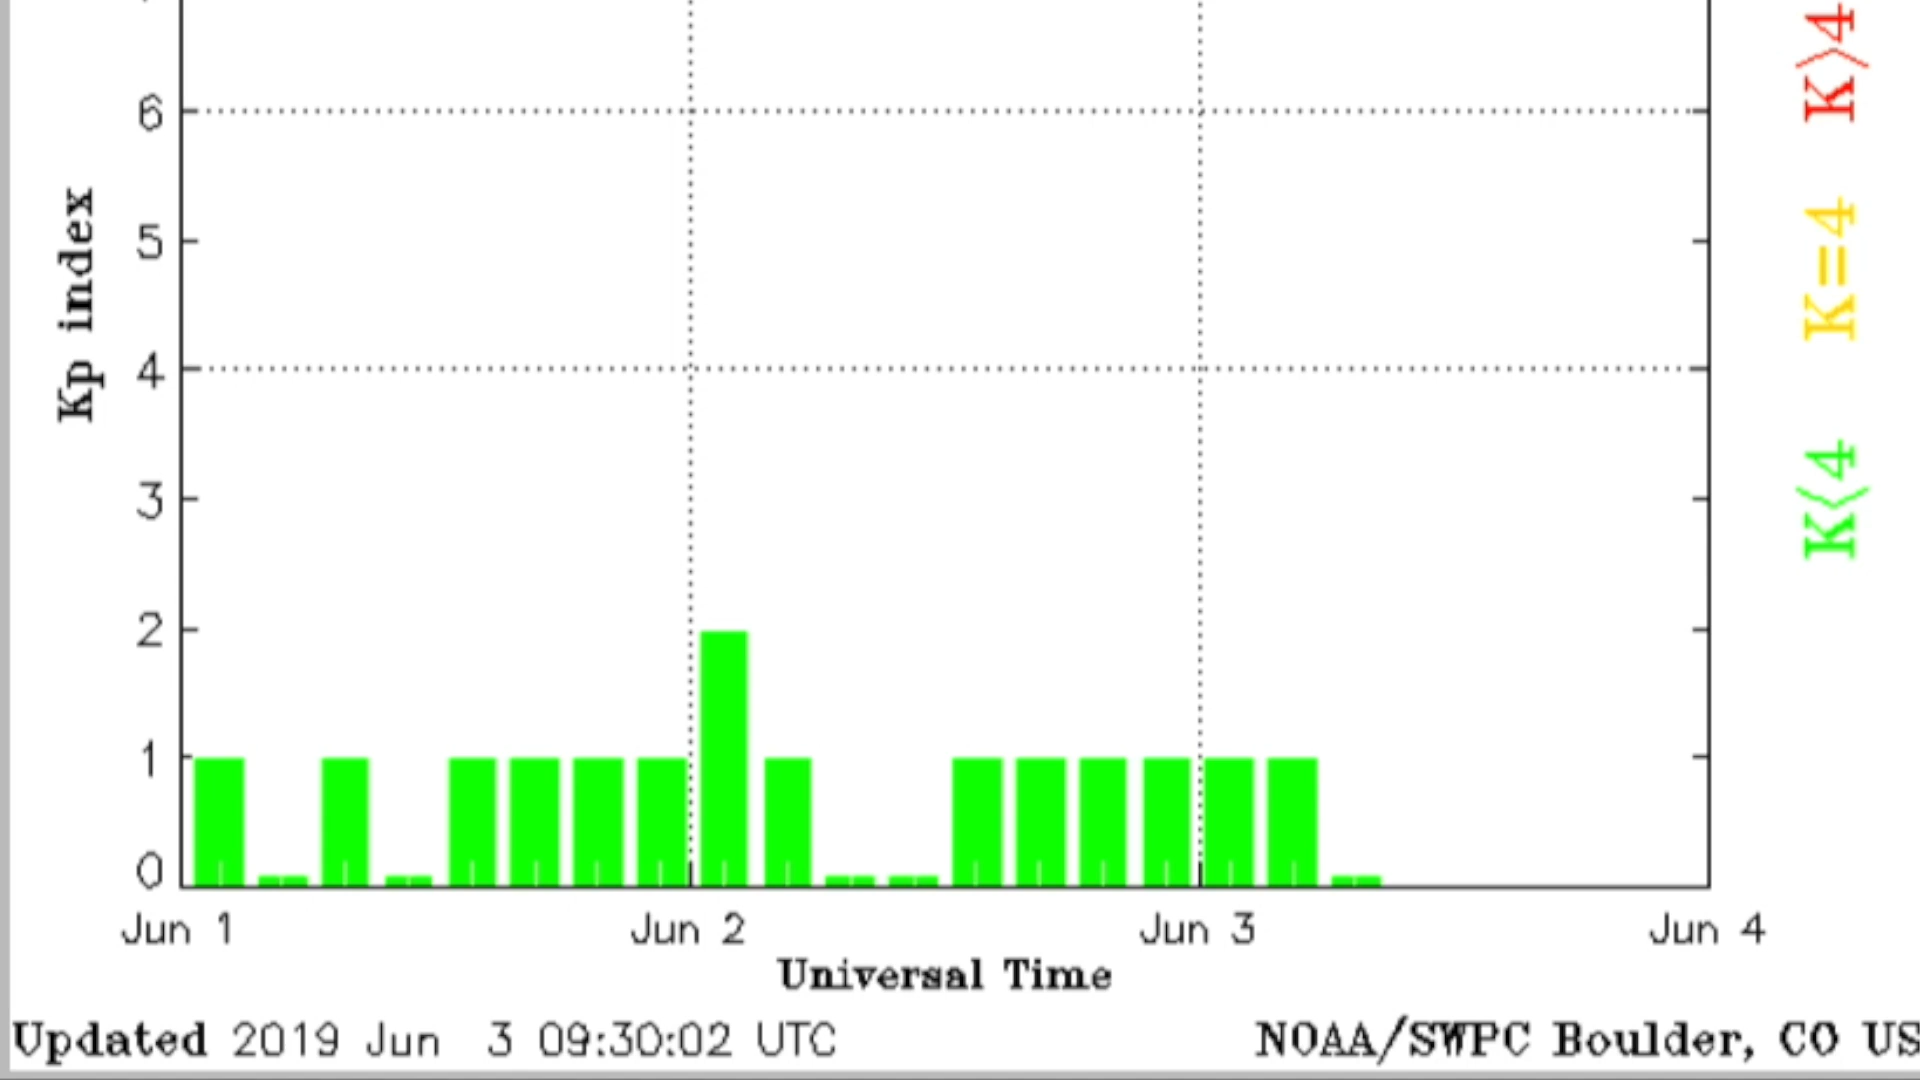 K>4
6
5
K=4
Kp index
4
3
K<4
2
1
0
Jun 1 Jun 2 Jun 3 Jun 4
Universal Time
Updated 2019 Jun 3 09:30:02 UTC NOAA/SWPC Boulder, CO US